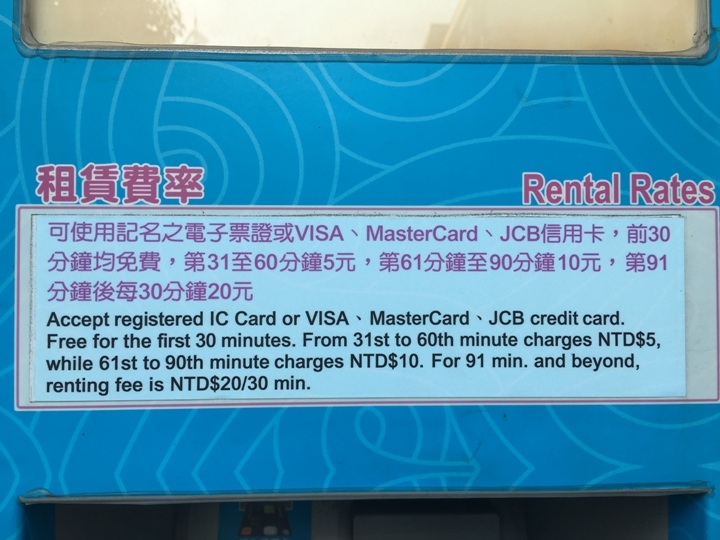 租賃費率
Rental Rates
可使用記名之電子票證或VISA、MasterCard、JCB信用卡，前30
分鐘均免費，第31至60分鐘5元，第61分鐘至90分鐘10元，第91
分鐘後每30分鐘20元
Accept registered IC Card or VISA、MasterCard、JCB credit card.
Free for the first 30 minutes. From 31st to 60th minute charges NTD$5,
while 61st to 90th minute charges NTD$10. For 91 min. and beyond,
renting fee is NTD$20/30 min.